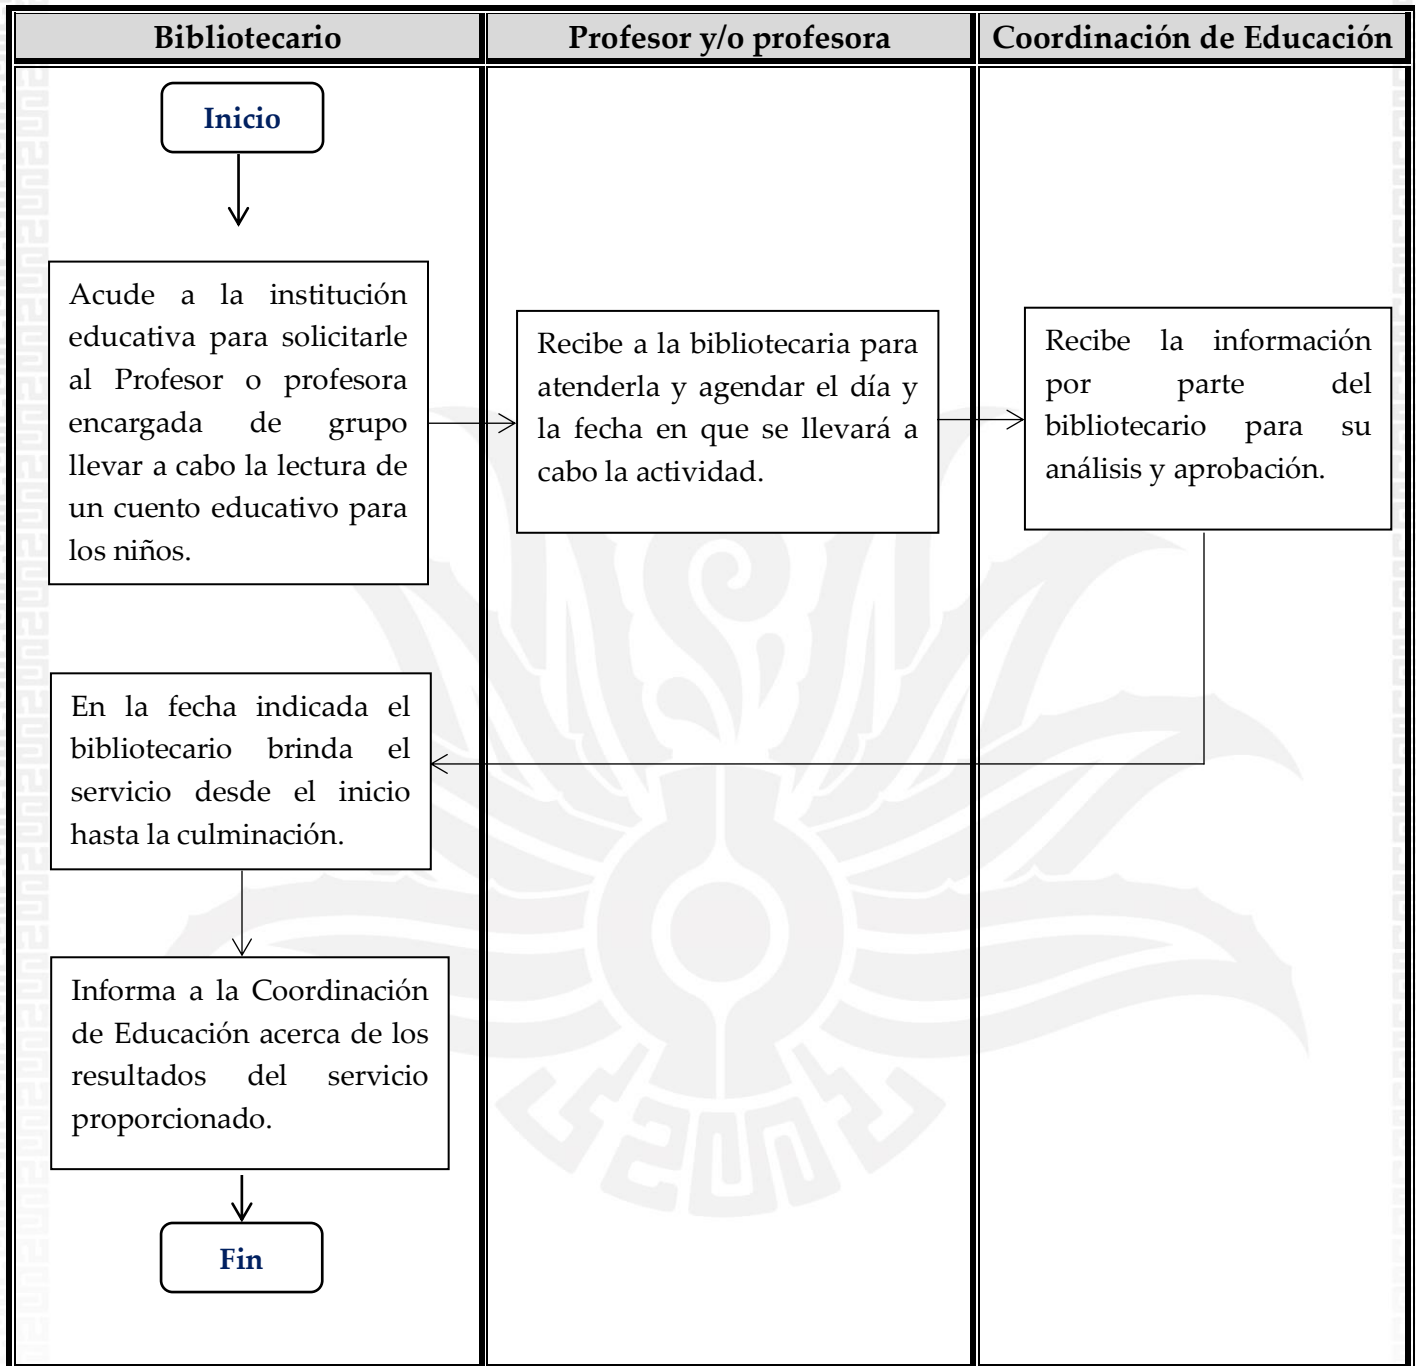 Bibliotecario
Profesor y/o profesora
Coordinación de Educación
Inicio
Acude a la institución
educativa para solicitarle
al Profesor o profesora
encargada de grupo
llevar a cabo la lectura de
un cuento educativo para
los niños.
Recibe a la bibliotecaria para
atenderla y agendar el día y
la fecha en que se llevará a
cabo la actividad.
Recibe la información
por parte del
bibliotecario para su
análisis y aprobación.
En la fecha indicada el
bibliotecario brinda el
servicio desde el inicio
hasta la culminación.
Informa a la Coordinación
de Educación acerca de los
resultados del servicio
proporcionado.
Fin